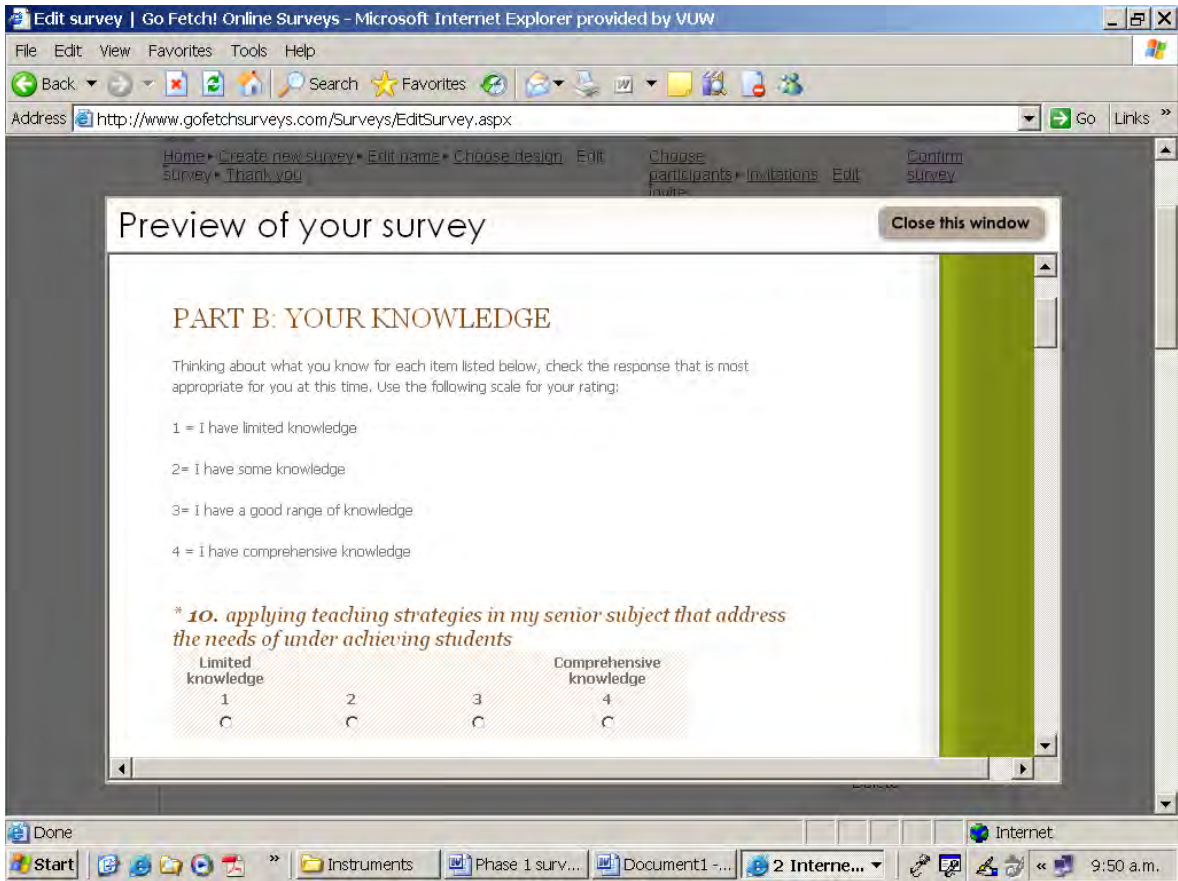 Edit survey | Go Fetch! Online Surveys - Microsoft Internet Explorer provided by VUW
File Edit View Favorites Tools Help
Back Search Favorites
Address http://www.gofetchsurveys.com/Surveys/EditSurvey.aspx Go Links »
Home Create new survey Edit name Choose design Edit
survey Thank you
Choose
participants Invitations Edit
invite
Confirm
survey
Preview of your survey
Close this window
PART B: YOUR KNOWLEDGE
Thinking about what you know for each item listed below, check the response that is most
appropriate for you at this time. Use the following scale for your rating:
1 = I have limited knowledge
2= I have some knowledge
3= I have a good range of knowledge
4 = I have comprehensive knowledge
* 10. applying teaching strategies in my senior subject that address
the needs of under achieving students
Limited Comprehensive
knowledge knowledge
1 2 3 4
Done Internet
Start » Instruments Phase 1 surv... Document1 -... 2 Interne... « 9:50 a.m.